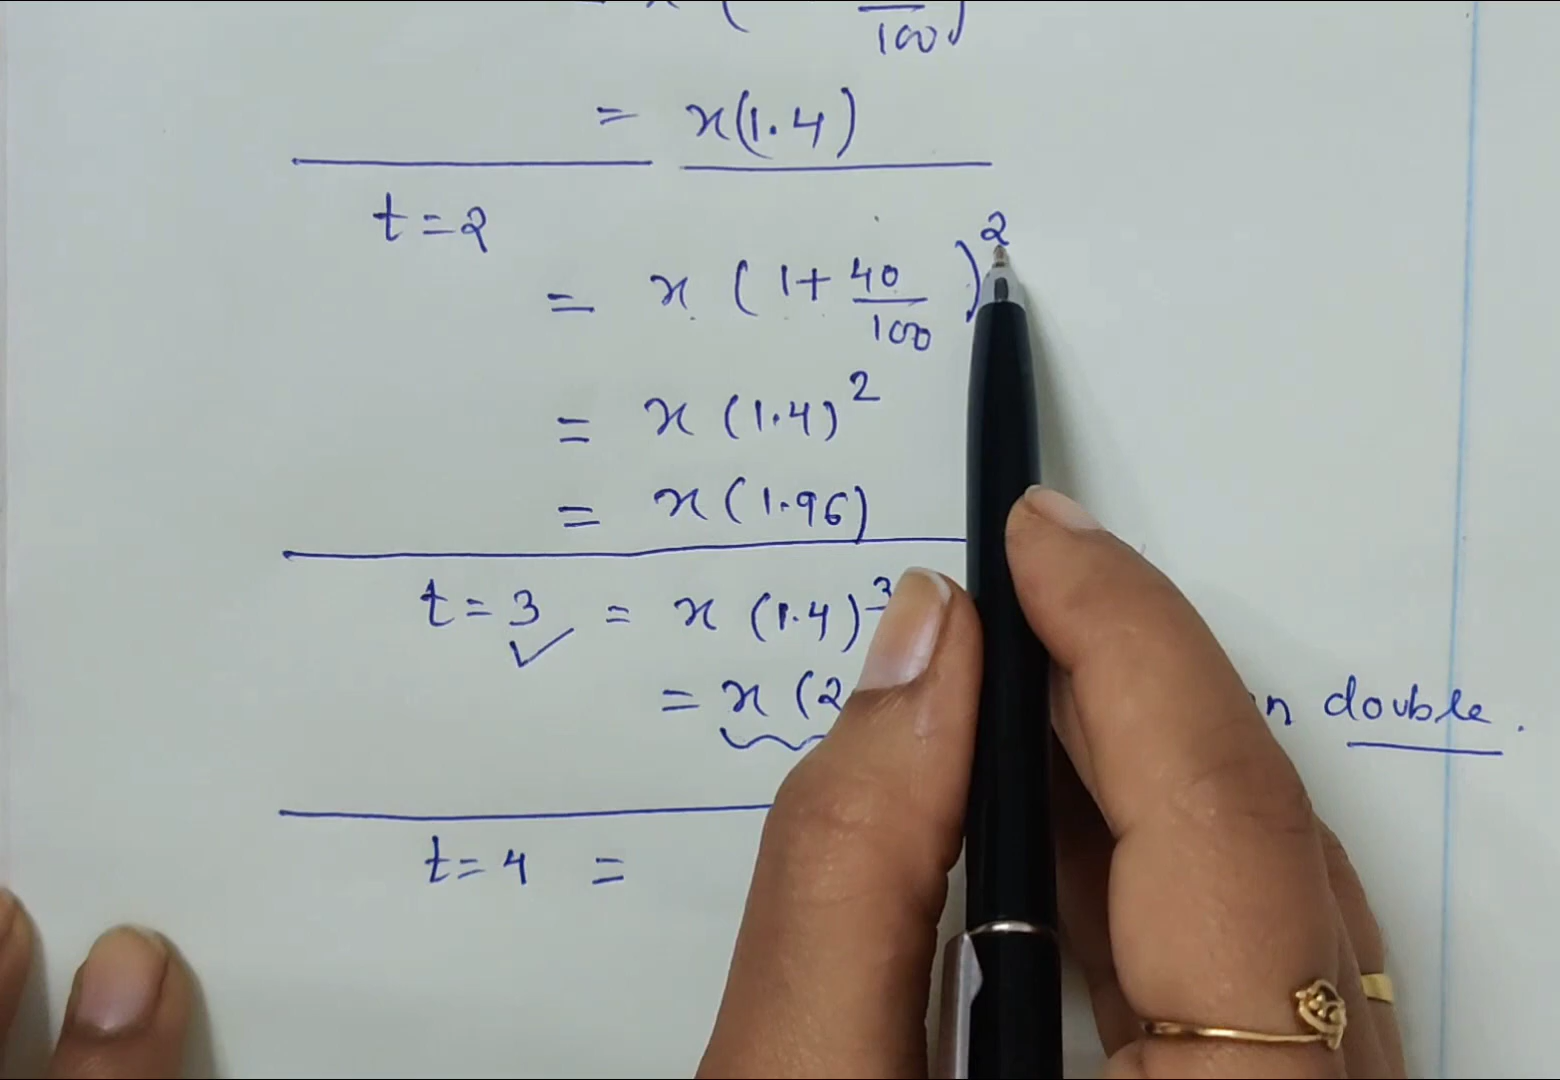 100)
= x(1.4)
t = 2
= x (1 + 40/100)^2
= x (1.4)^2
= x (1.96)
t = 3 = x (1.4)^3
= x (2 double.
t = 4 =